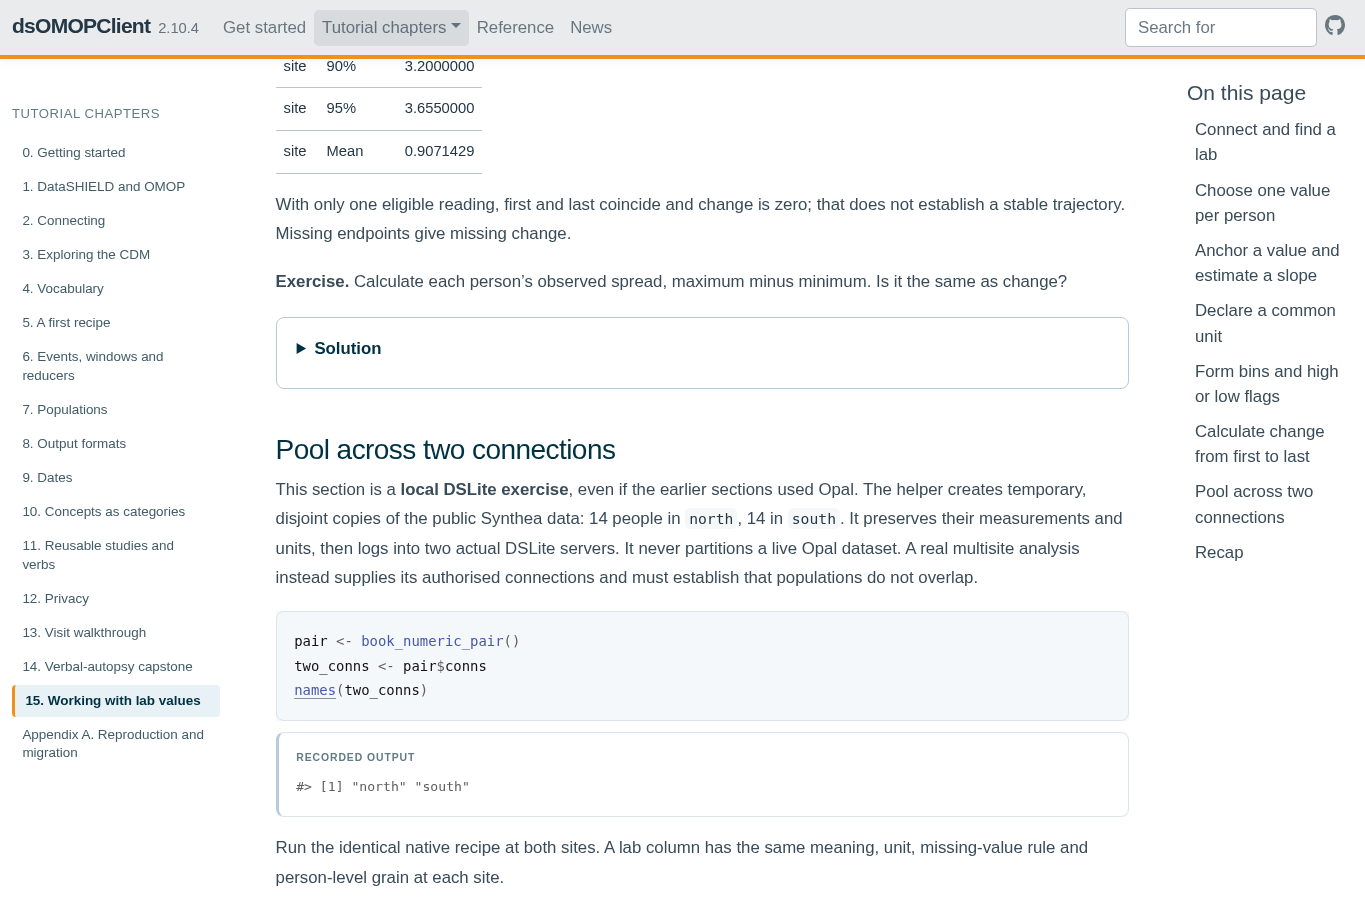 dsOMOPClient 2.10.4 Get started Tutorial chapters Reference News Search for
TUTORIAL CHAPTERS
0. Getting started
1. DataSHIELD and OMOP
2. Connecting
3. Exploring the CDM
4. Vocabulary
5. A first recipe
6. Events, windows and
reducers
7. Populations
8. Output formats
9. Dates
10. Concepts as categories
11. Reusable studies and
verbs
12. Privacy
13. Visit walkthrough
14. Verbal-autopsy capstone
15. Working with lab values
Appendix A. Reproduction and
migration
site 90% 3.2000000
site 95% 3.6550000
site Mean 0.9071429
With only one eligible reading, first and last coincide and change is zero; that does not establish a stable trajectory.
Missing endpoints give missing change.
Exercise. Calculate each person’s observed spread, maximum minus minimum. Is it the same as change?
Solution
Pool across two connections
This section is a local DSLite exercise, even if the earlier sections used Opal. The helper creates temporary,
disjoint copies of the public Synthea data: 14 people in north, 14 in south. It preserves their measurements and
units, then logs into two actual DSLite servers. It never partitions a live Opal dataset. A real multisite analysis
instead supplies its authorised connections and must establish that populations do not overlap.
pair <- book_numeric_pair()
two_conns <- pair$conns
names(two_conns)
RECORDED OUTPUT
#> [1] "north" "south"
Run the identical native recipe at both sites. A lab column has the same meaning, unit, missing-value rule and
person-level grain at each site.
On this page
Connect and find a
lab
Choose one value
per person
Anchor a value and
estimate a slope
Declare a common
unit
Form bins and high
or low flags
Calculate change
from first to last
Pool across two
connections
Recap